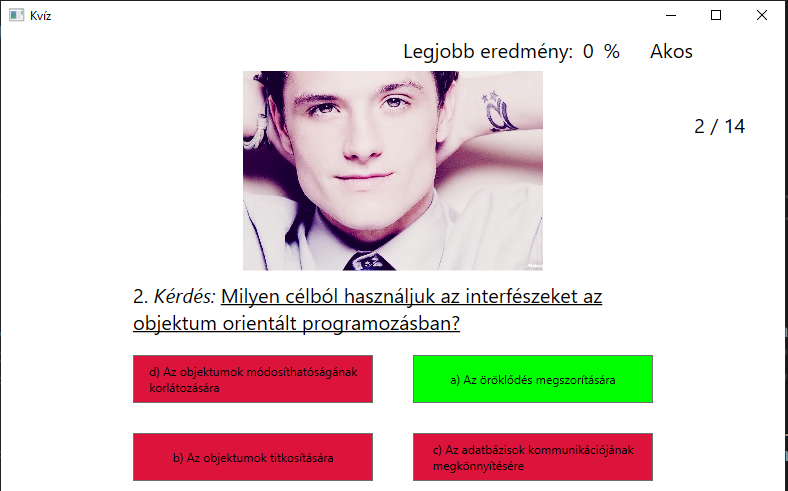 Kvíz
Legjobb eredmény: 0 % Akos
2 / 14
2. Kérdés: Milyen célból használjuk az interfészeket az
objektum orientált programozásban?
d) Az objektumok módosíthatóságának
korlátozására
a) Az öröklődés megszorítására
b) Az objektumok titkosítására
c) Az adatbázisok kommunikációjának
megkönnyítésére